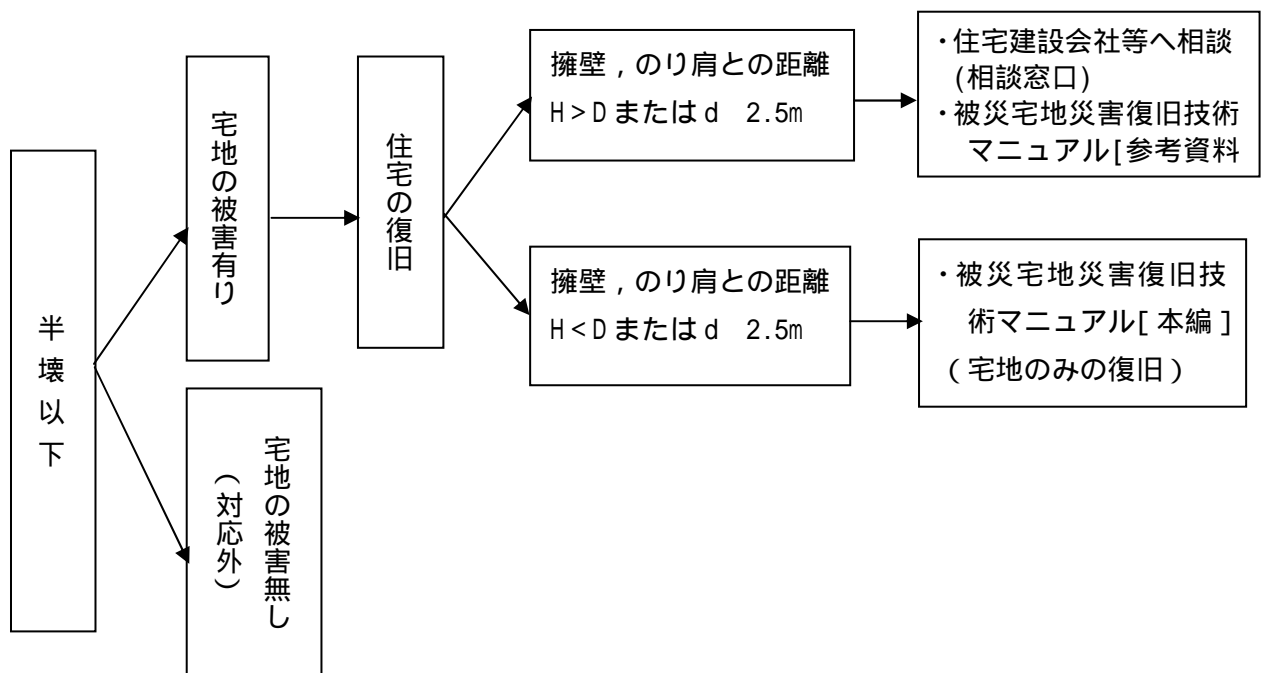 半壊以下
宅地の被害有り
宅地の被害無し
(対応外)
住宅の復旧
擁壁，のり肩との距離
H>Dまたはd 2.5m
擁壁，のり肩との距離
H<Dまたはd 2.5m
・住宅建設会社等へ相談
(相談窓口)
・被災宅地災害復旧技術
マニュアル[参考資料
・被災宅地災害復旧技
術マニュアル[本編]
(宅地のみの復旧)